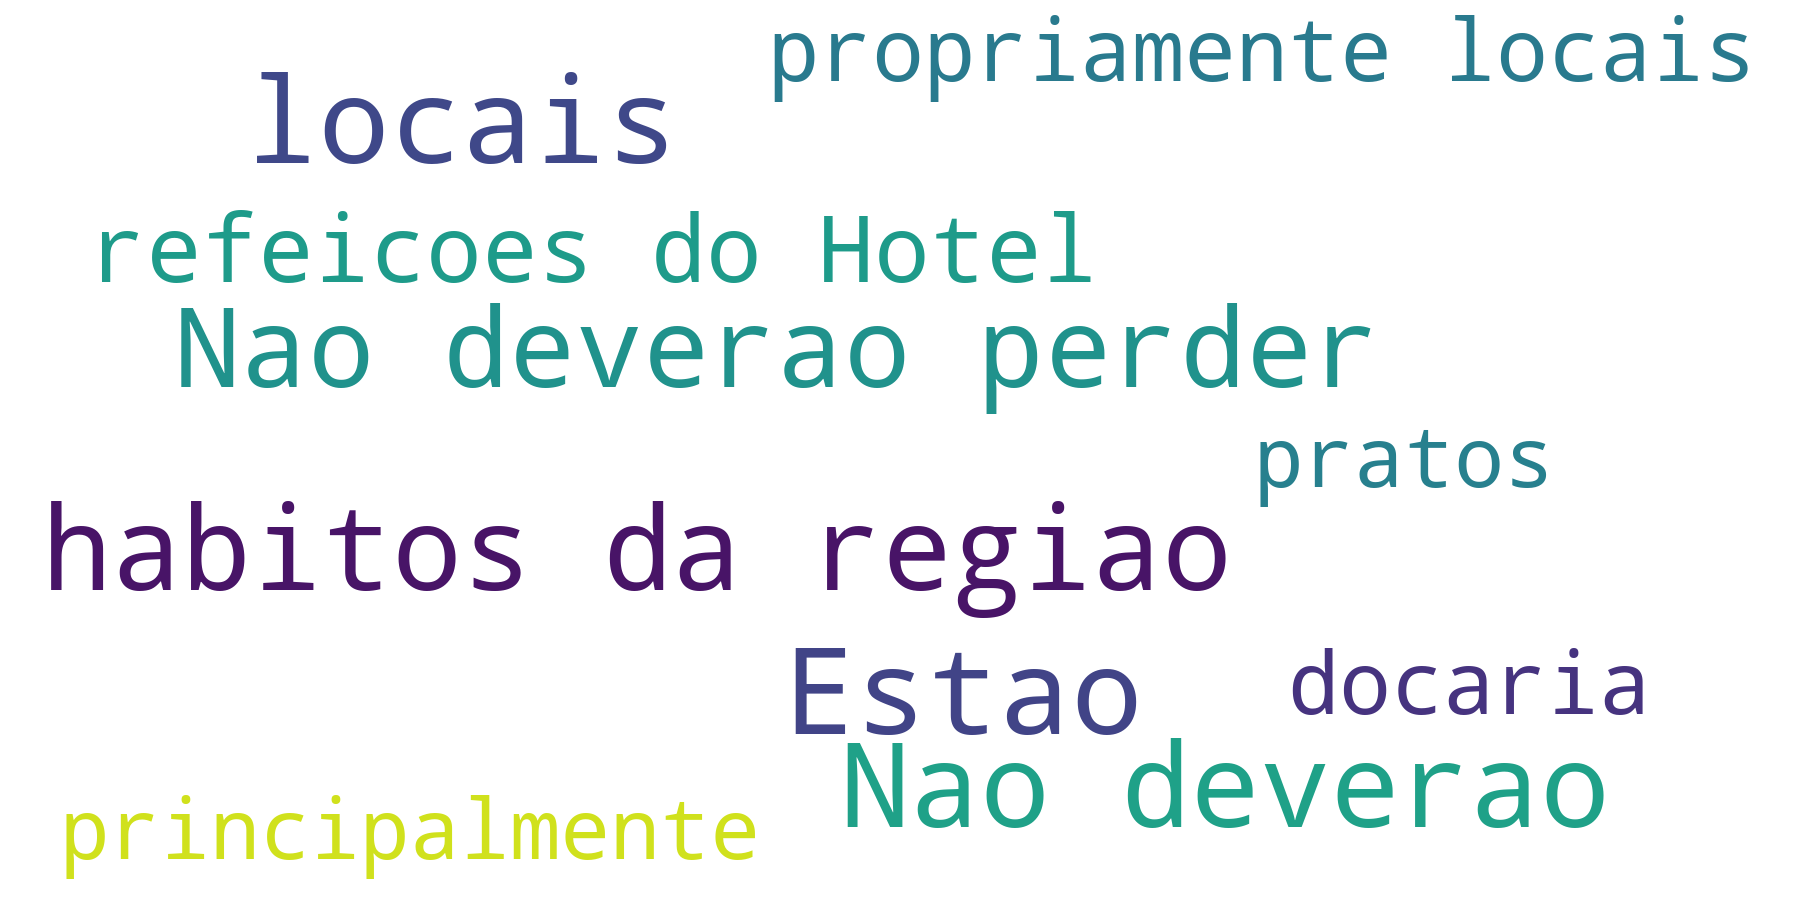 propriamente locais
locais
refeicoes do Hotel
Nao deverao perder
pratos
habitos da regiao
Estao
docaria
Nao deverao
principalmente